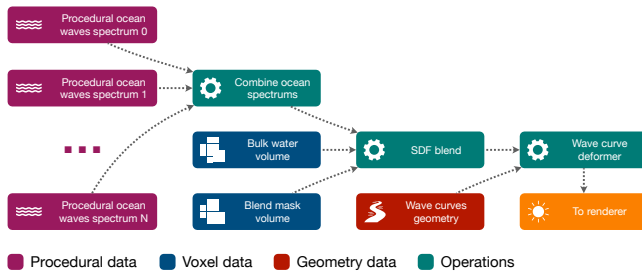 Procedural ocean
waves spectrum 0
Procedural ocean
waves spectrum 1
Combine ocean
spectrums
Bulk water
volume
SDF blend
Wave curve
deformer
Procedural ocean
waves spectrum N
Blend mask
volume
Wave curves
geometry
To renderer
Procedural data
Voxel data
Geometry data
Operations